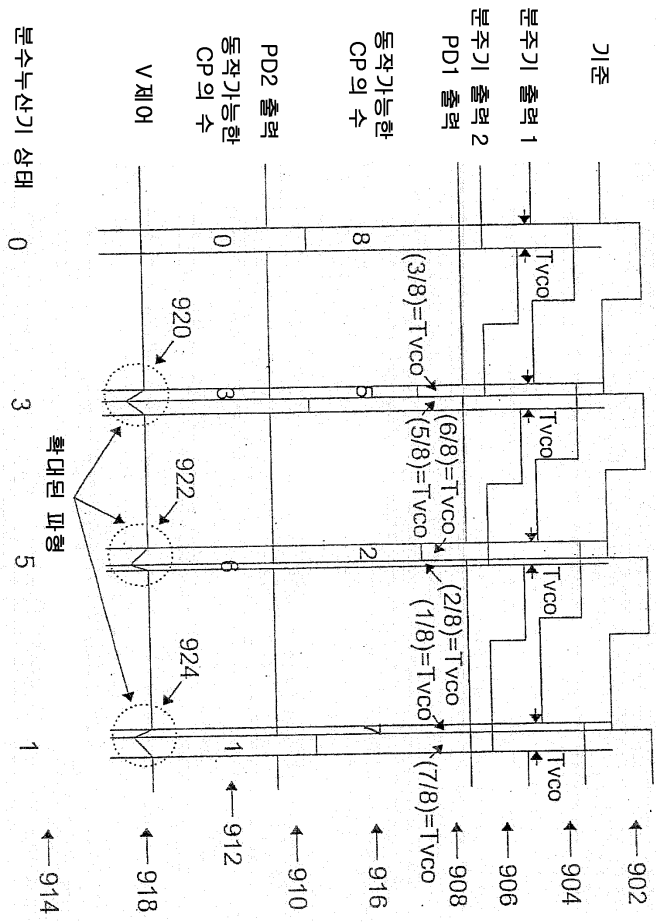 기준
←902
분주기 출력 1
Tvco
Tvco
Tvco
Tvco
←904
분주기 출력 2
←906
PD1 출력
(3/8)=Tvco
(5/8)=Tvco
(6/8)=Tvco
(2/8)=Tvco
(1/8)=Tvco
(7/8)=Tvco
←908
동작가능한
CP의 수
8
5
2
7
←916
PD2 출력
←910
동작가능한
CP의 수
0
3
6
1
←912
920
922
924
V 제어
←918
확대된 파형
분수누산기 상태
0
3
5
1
←914